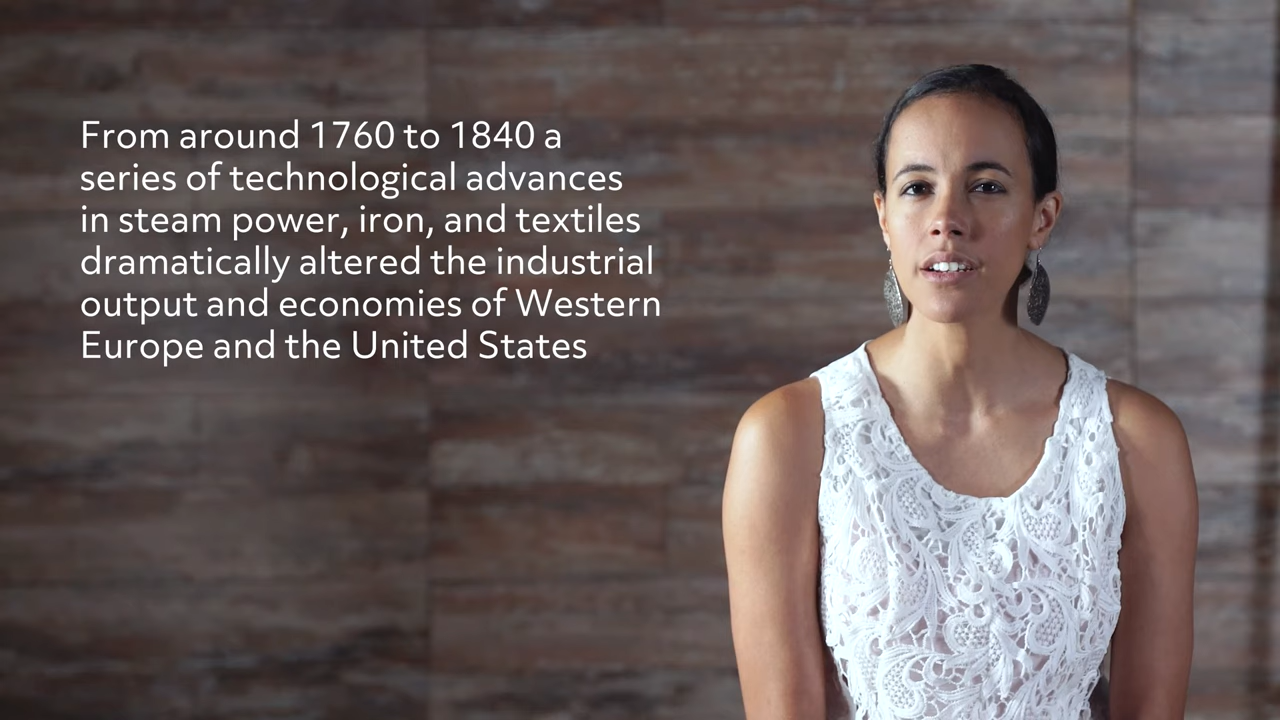 From around 1760 to 1840 a
series of technological advances
in steam power, iron, and textiles
dramatically altered the industrial
output and economies of Western
Europe and the United States